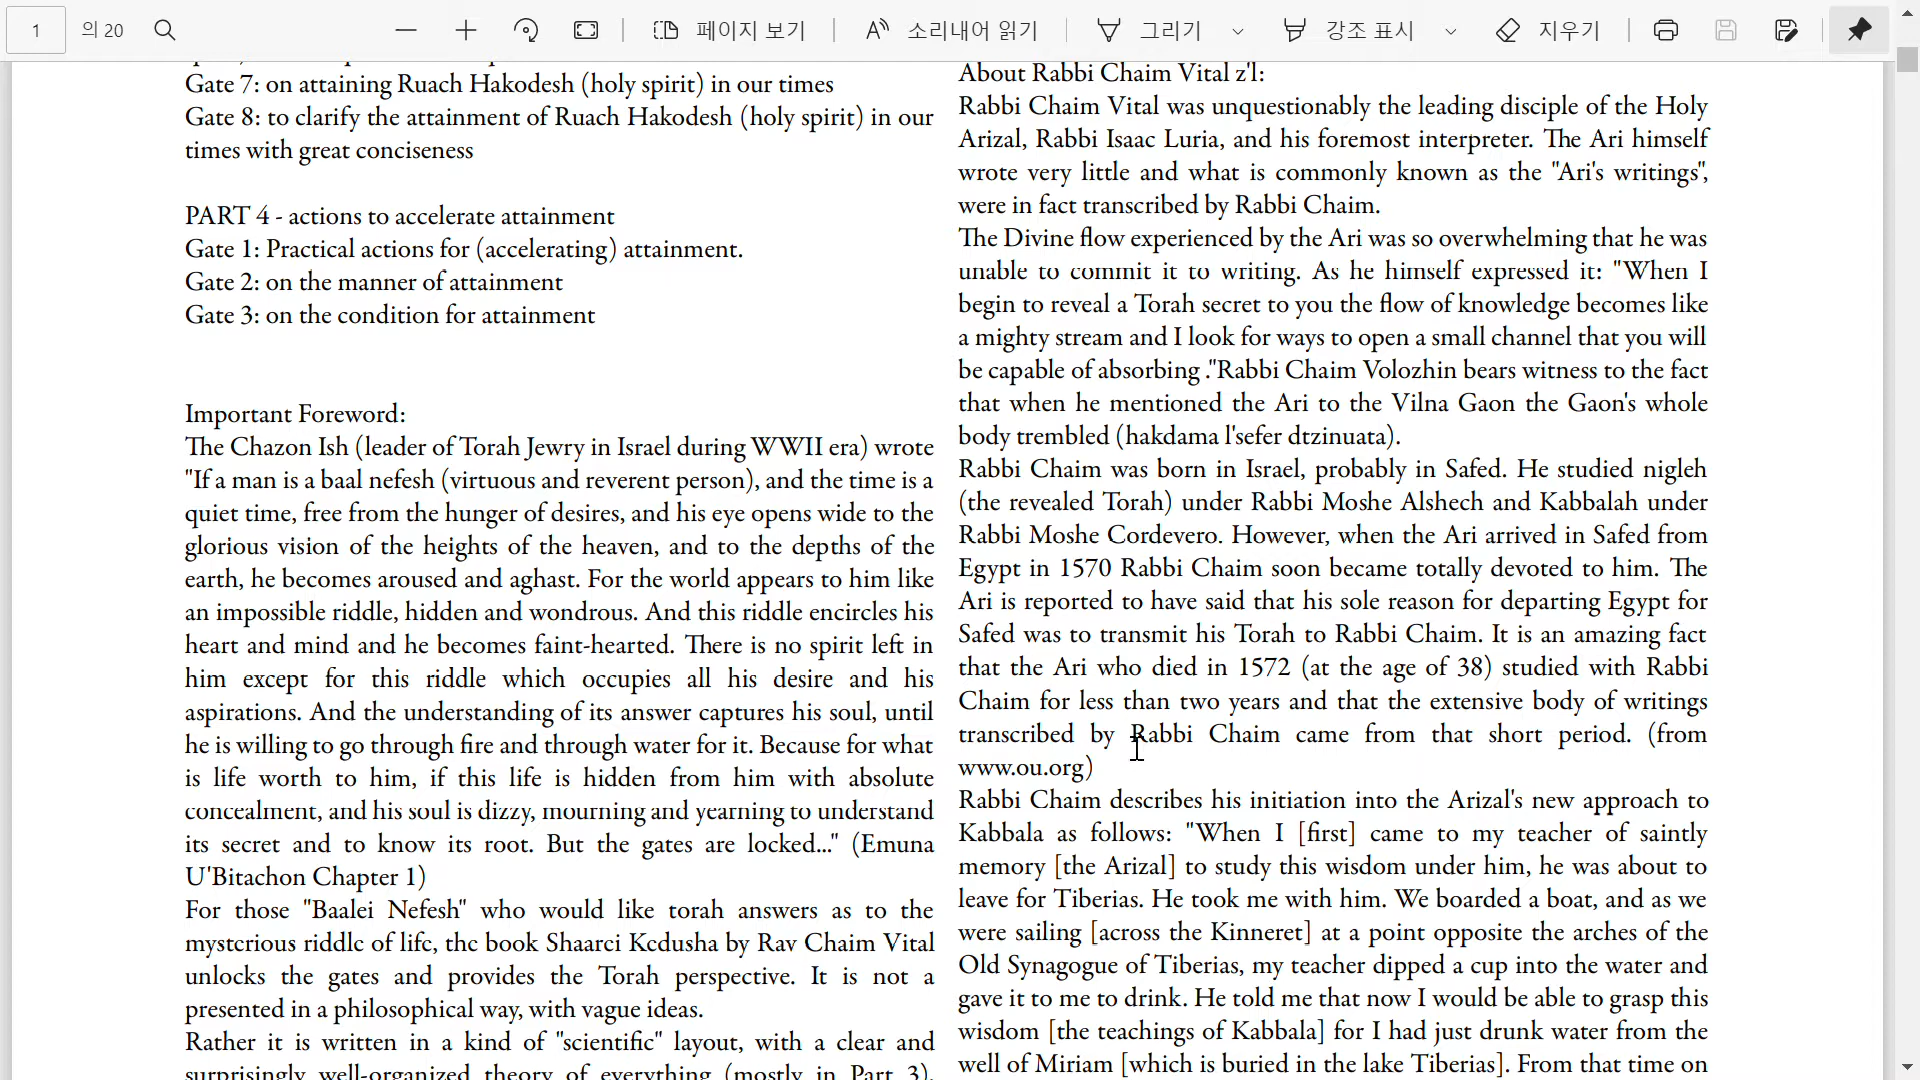 1
의 20
페이지 보기
소리내어 읽기
그리기
강조 표시
지우기
Gate 7: on attaining Ruach Hakodesh (holy spirit) in our times
Gate 8: to clarify the attainment of Ruach Hakodesh (holy spirit) in our
times with great conciseness
PART 4 - actions to accelerate attainment
Gate 1: Practical actions for (accelerating) attainment.
Gate 2: on the manner of attainment
Gate 3: on the condition for attainment
Important Foreword:
The Chazon Ish (leader of Torah Jewry in Israel during WWII era) wrote
"If a man is a baal nefesh (virtuous and reverent person), and the time is a
quiet time, free from the hunger of desires, and his eye opens wide to the
glorious vision of the heights of the heaven, and to the depths of the
earth, he becomes aroused and aghast. For the world appears to him like
an impossible riddle, hidden and wondrous. And this riddle encircles his
heart and mind and he becomes faint-hearted. There is no spirit left in
him except for this riddle which occupies all his desire and his
aspirations. And the understanding of its answer captures his soul, until
he is willing to go through fire and through water for it. Because for what
is life worth to him, if this life is hidden from him with absolute
concealment, and his soul is dizzy, mourning and yearning to understand
its secret and to know its root. But the gates are locked..." (Emuna
U'Bitachon Chapter 1)
For those "Baalei Nefesh" who would like torah answers as to the
mysterious riddle of life, the book Shaarei Kedusha by Rav Chaim Vital
unlocks the gates and provides the Torah perspective. It is not a
presented in a philosophical way, with vague ideas.
Rather it is written in a kind of "scientific" layout, with a clear and
surprisingly well-organized theory of everything (mostly in Part 3).
About Rabbi Chaim Vital z'l:
Rabbi Chaim Vital was unquestionably the leading disciple of the Holy
Arizal, Rabbi Isaac Luria, and his foremost interpreter. The Ari himself
wrote very little and what is commonly known as the "Ari's writings",
were in fact transcribed by Rabbi Chaim.
The Divine flow experienced by the Ari was so overwhelming that he was
unable to commit it to writing. As he himself expressed it: "When I
begin to reveal a Torah secret to you the flow of knowledge becomes like
a mighty stream and I look for ways to open a small channel that you will
be capable of absorbing ."Rabbi Chaim Volozhin bears witness to the fact
that when he mentioned the Ari to the Vilna Gaon the Gaon's whole
body trembled (hakdama l'sefer dtzinuata).
Rabbi Chaim was born in Israel, probably in Safed. He studied nigleh
(the revealed Torah) under Rabbi Moshe Alshech and Kabbalah under
Rabbi Moshe Cordevero. However, when the Ari arrived in Safed from
Egypt in 1570 Rabbi Chaim soon became totally devoted to him. The
Ari is reported to have said that his sole reason for departing Egypt for
Safed was to transmit his Torah to Rabbi Chaim. It is an amazing fact
that the Ari who died in 1572 (at the age of 38) studied with Rabbi
Chaim for less than two years and that the extensive body of writings
transcribed by Rabbi Chaim came from that short period. (from
www.ou.org)
Rabbi Chaim describes his initiation into the Arizal's new approach to
Kabbala as follows: "When I [first] came to my teacher of saintly
memory [the Arizal] to study this wisdom under him, he was about to
leave for Tiberias. He took me with him. We boarded a boat, and as we
were sailing [across the Kinneret] at a point opposite the arches of the
Old Synagogue of Tiberias, my teacher dipped a cup into the water and
gave it to me to drink. He told me that now I would be able to grasp this
wisdom [the teachings of Kabbala] for I had just drunk water from the
well of Miriam [which is buried in the lake Tiberias]. From that time on